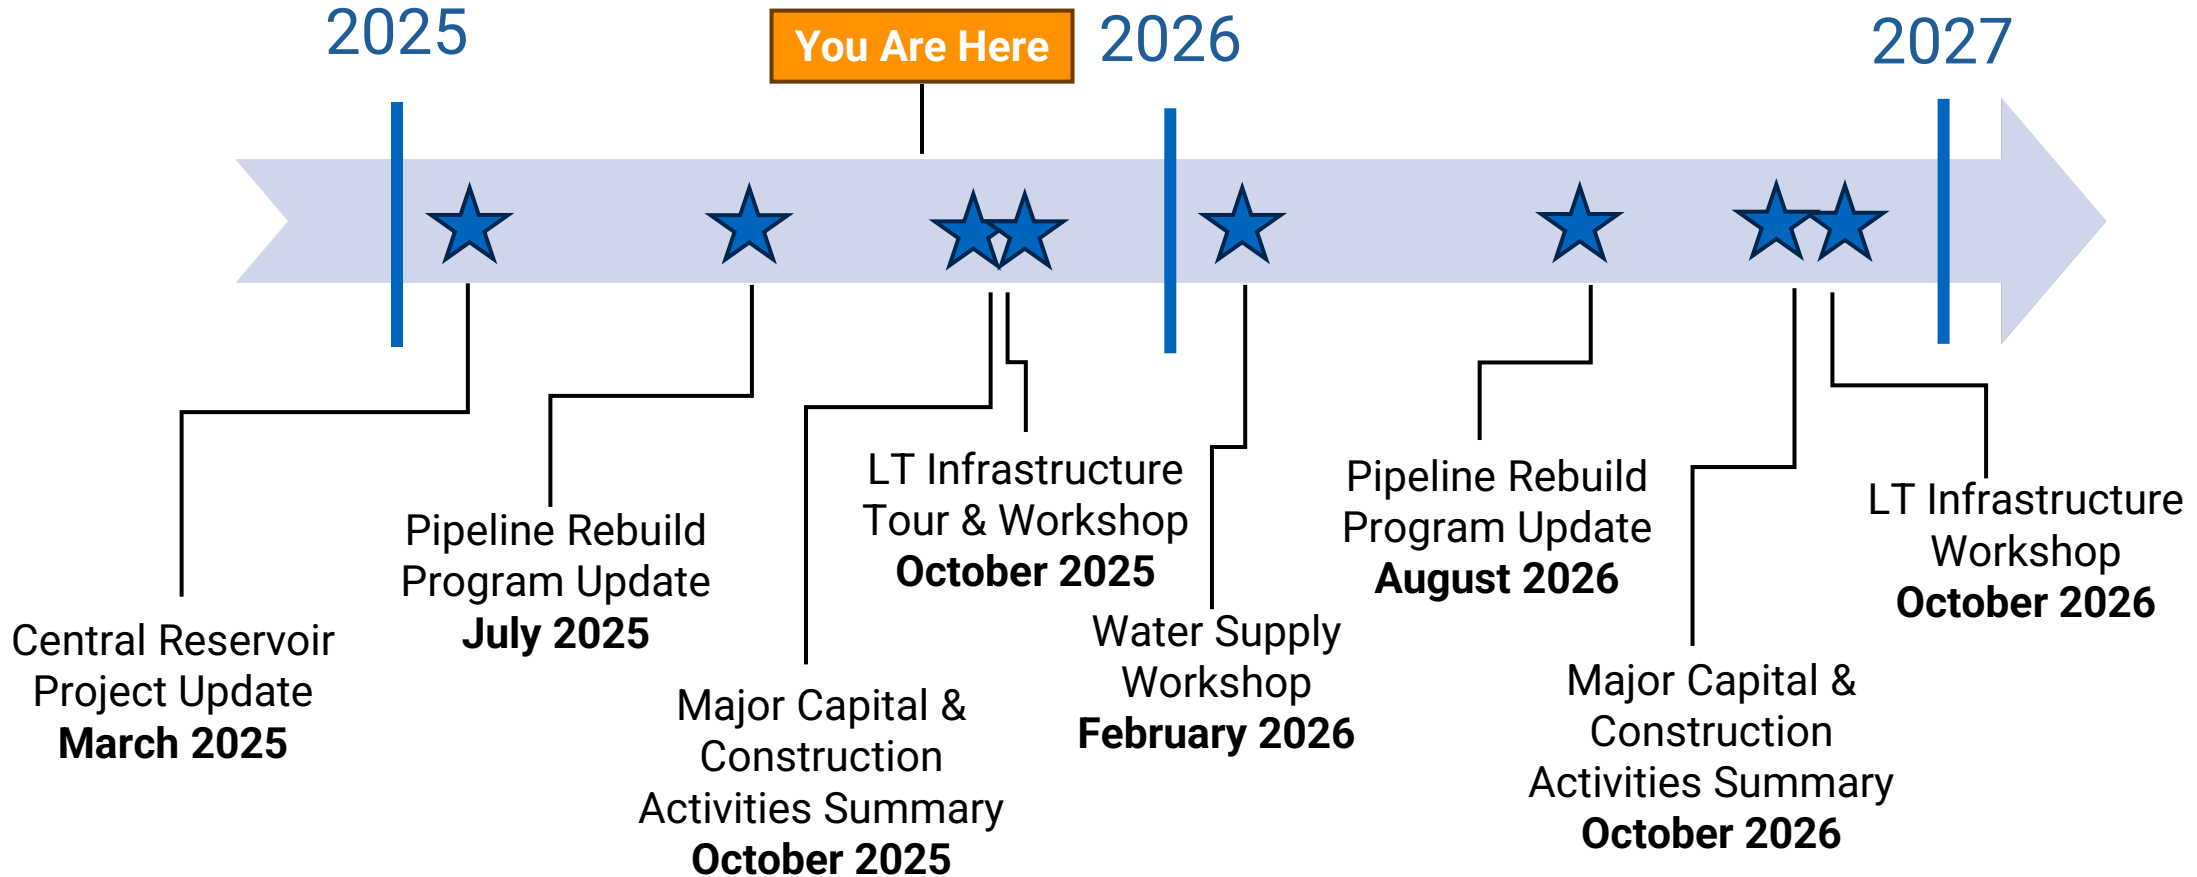 2025
You Are Here
2026
2027
Central Reservoir
Project Update
March 2025
Pipeline Rebuild
Program Update
July 2025
Major Capital &
Construction
Activities Summary
October 2025
LT Infrastructure
Tour & Workshop
October 2025
Water Supply
Workshop
February 2026
Pipeline Rebuild
Program Update
August 2026
Major Capital &
Construction
Activities Summary
October 2026
LT Infrastructure
Workshop
October 2026